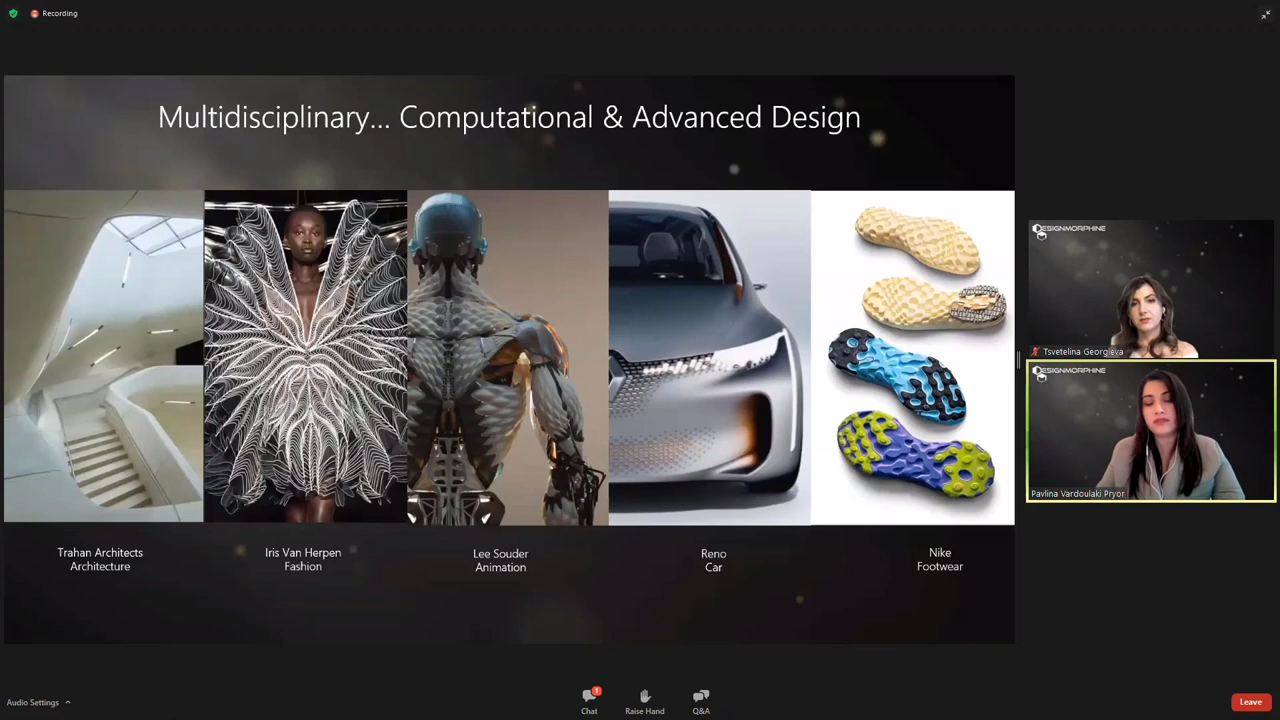 Recording
Multidisciplinary... Computational & Advanced Design
Trahan Architects
Architecture
Iris Van Herpen
Fashion
Lee Souder
Animation
Reno
Car
Nike
Footwear
DESIGNMORPHINE
Tsvetelina Georgieva
DESIGNMORPHINE
Pavlina Vardoulaki Pryor
Audio Settings
1
Chat
Raise Hand
Q&A
Leave